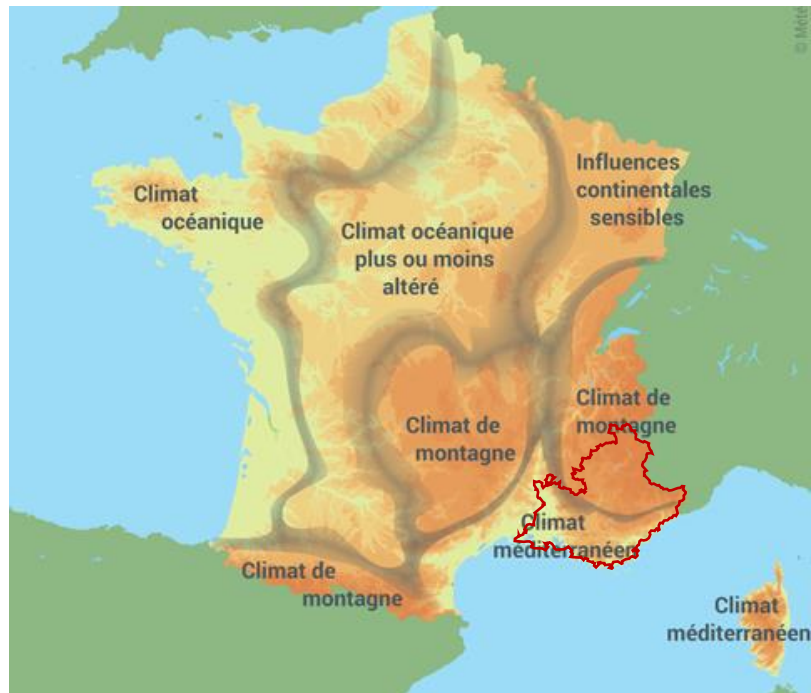 © Mété
Influences
continentales
sensibles
Climat
océanique
Climat océanique
plus ou moins
altéré
Climat de
montagne
Climat de
montagne
Climat
méditerranéen
Climat de
montagne
Climat
méditerranéen